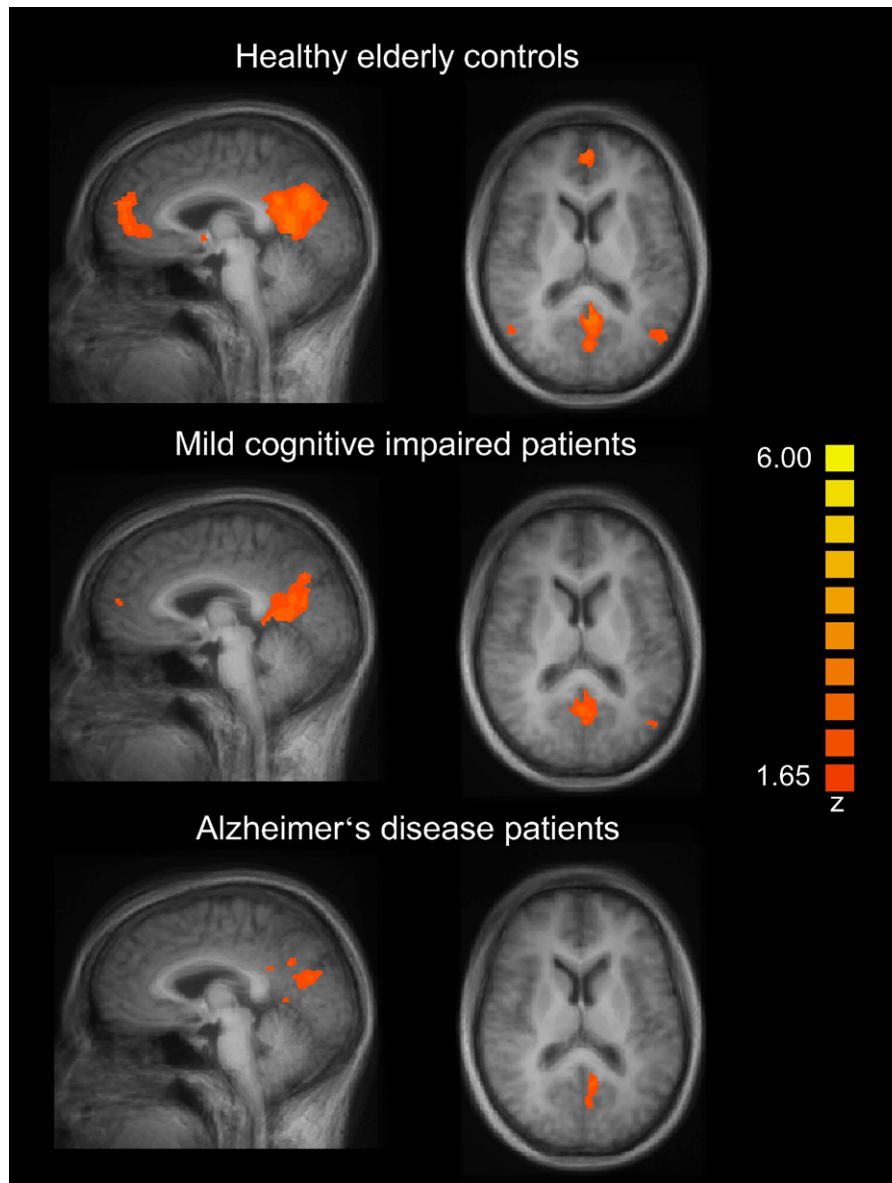 Healthy elderly controls
Mild cognitive impaired patients
6.00
1.65
z
Alzheimer‘s disease patients